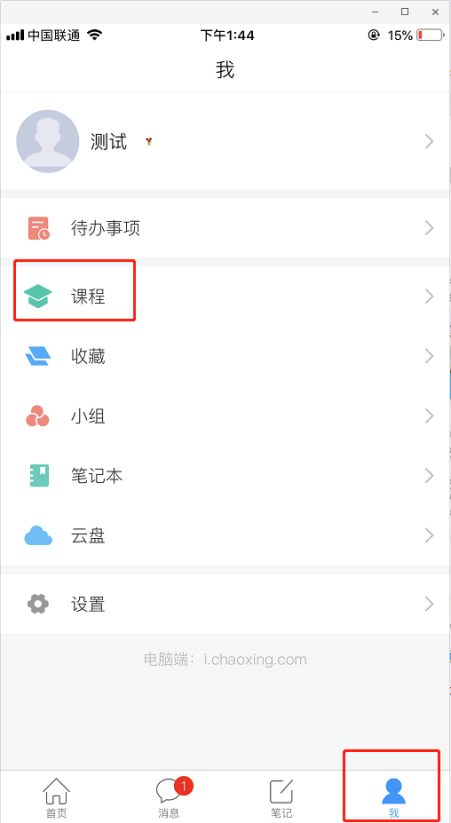 中国联通 下午1:44 15%
我
测试
待办事项
课程
收藏
小组
笔记本
云盘
设置
电脑端：i.chaoxing.com
1
首页 消息 笔记 我